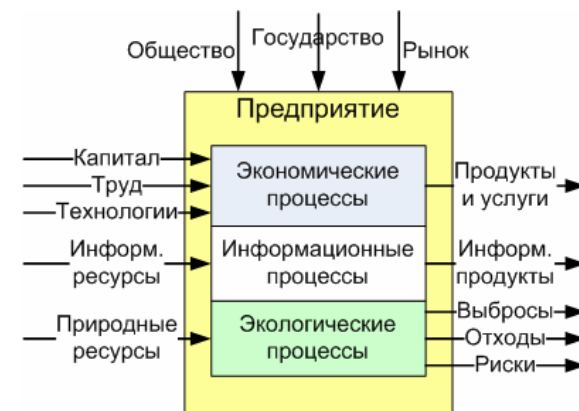 Общество
Государство
Рынок
Предприятие
Капитал
Труд
Технологии
Экономические
процессы
Продукты
и услуги
Информ.
ресурсы
Информационные
процессы
Информ.
продукты
Природные
ресурсы
Экологические
процессы
Выбросы
Отходы
Риски